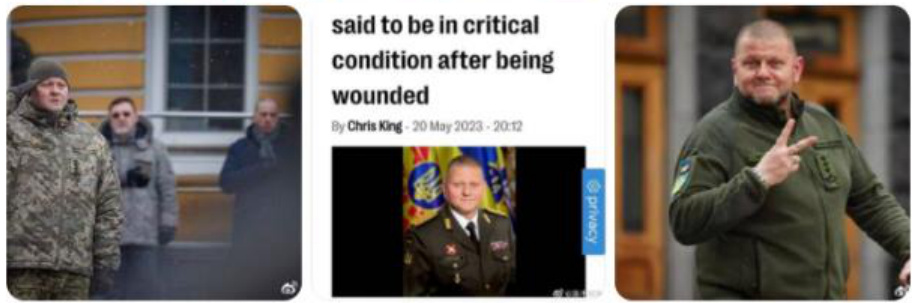 said to be in critical
condition after being
wounded
By Chris King - 20 May 2023 - 20:12
privacy